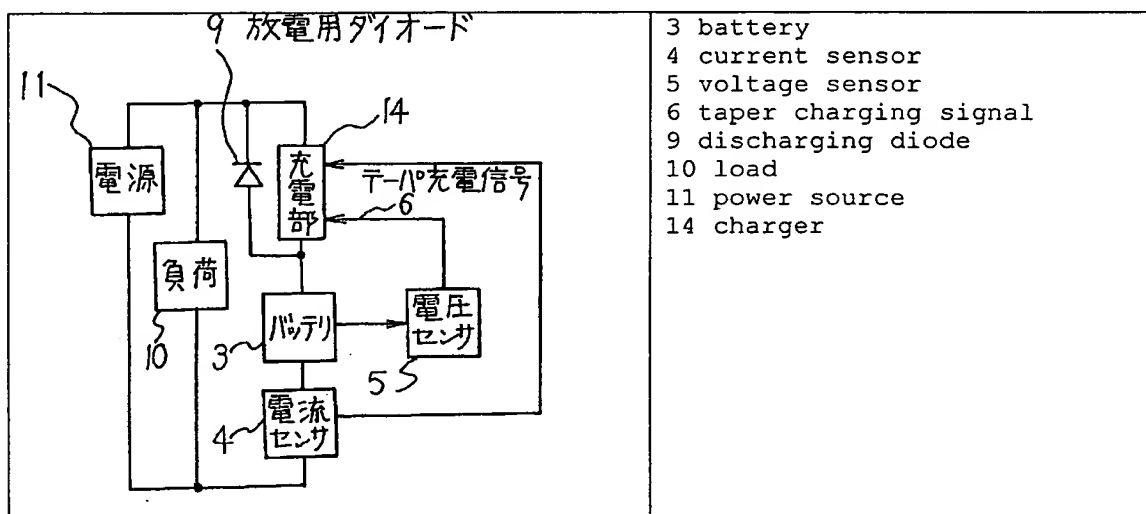 9 放電用ダイオード
11
14
電源
充電部
テーパ充電信号
6
負荷
10
バッテリ
3
電圧センサ
5
電流センサ
4
3 battery
4 current sensor
5 voltage sensor
6 taper charging signal
9 discharging diode
10 load
11 power source
14 charger